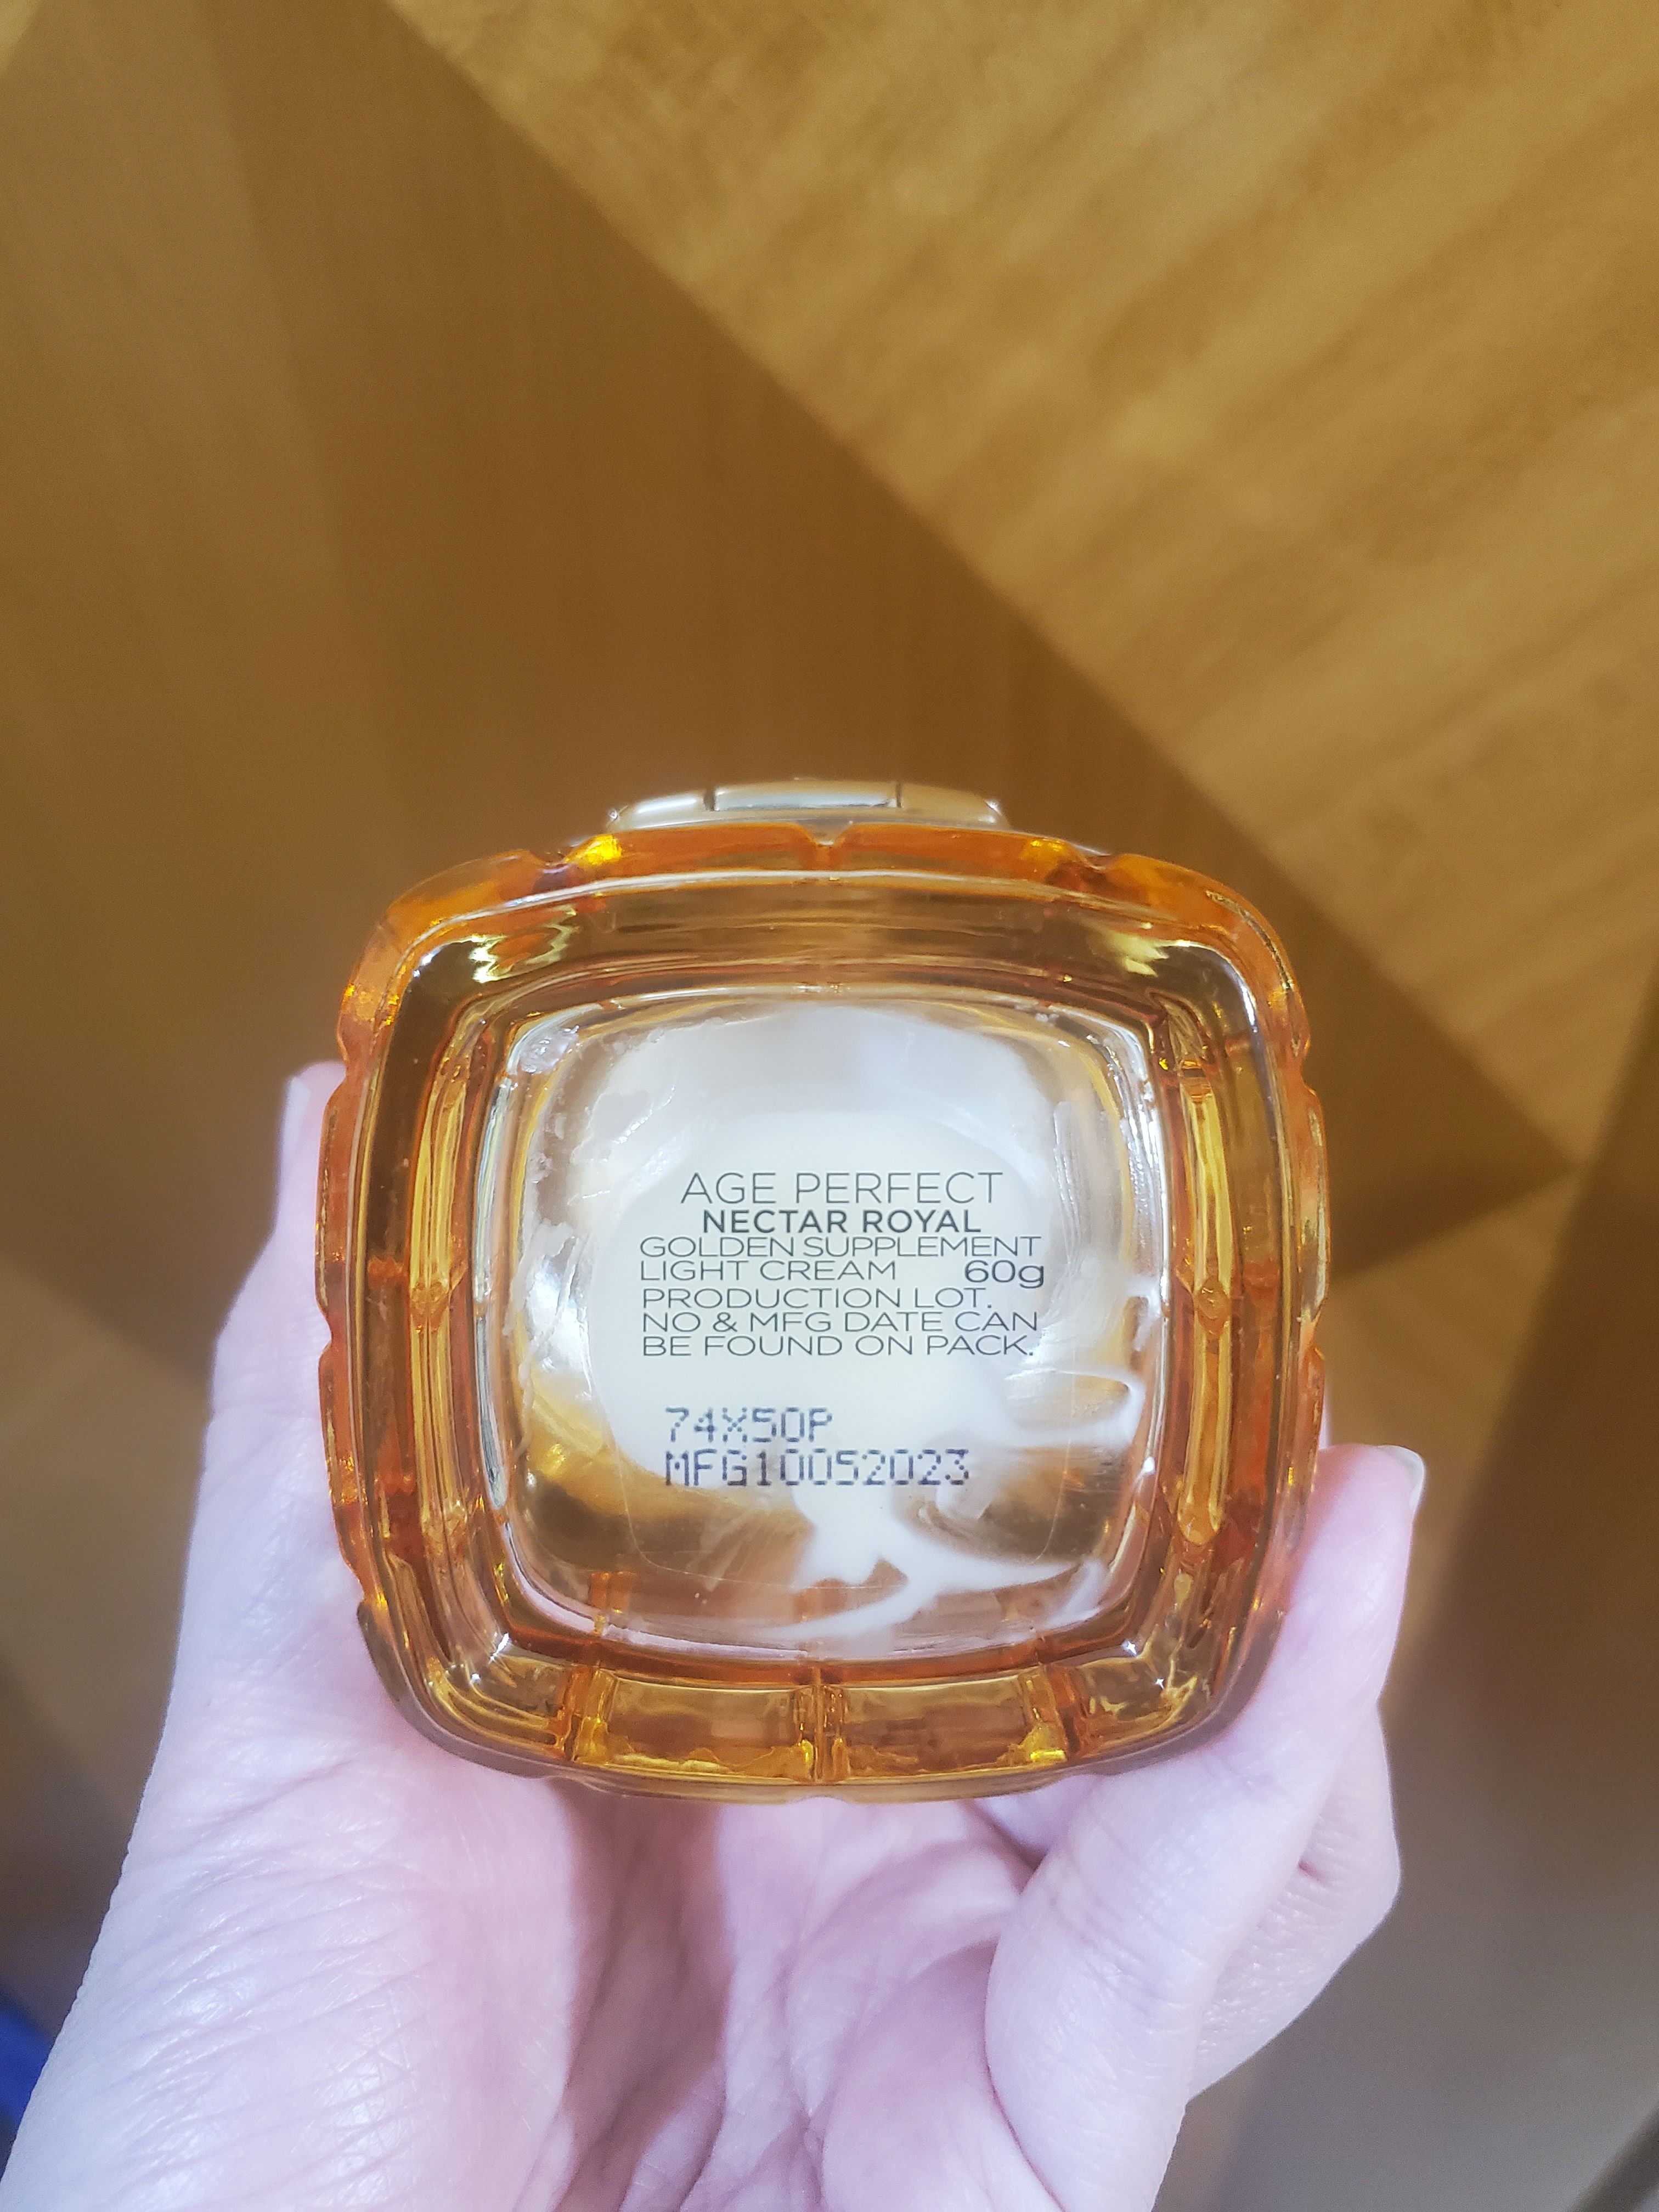 AGE PERFECT
NECTAR ROYAL
GOLDEN SUPPLEMENT
LIGHT CREAM 60g
PRODUCTION LOT.
NO & MFG DATE CAN
BE FOUND ON PACK.
74X50P
MFG10052023